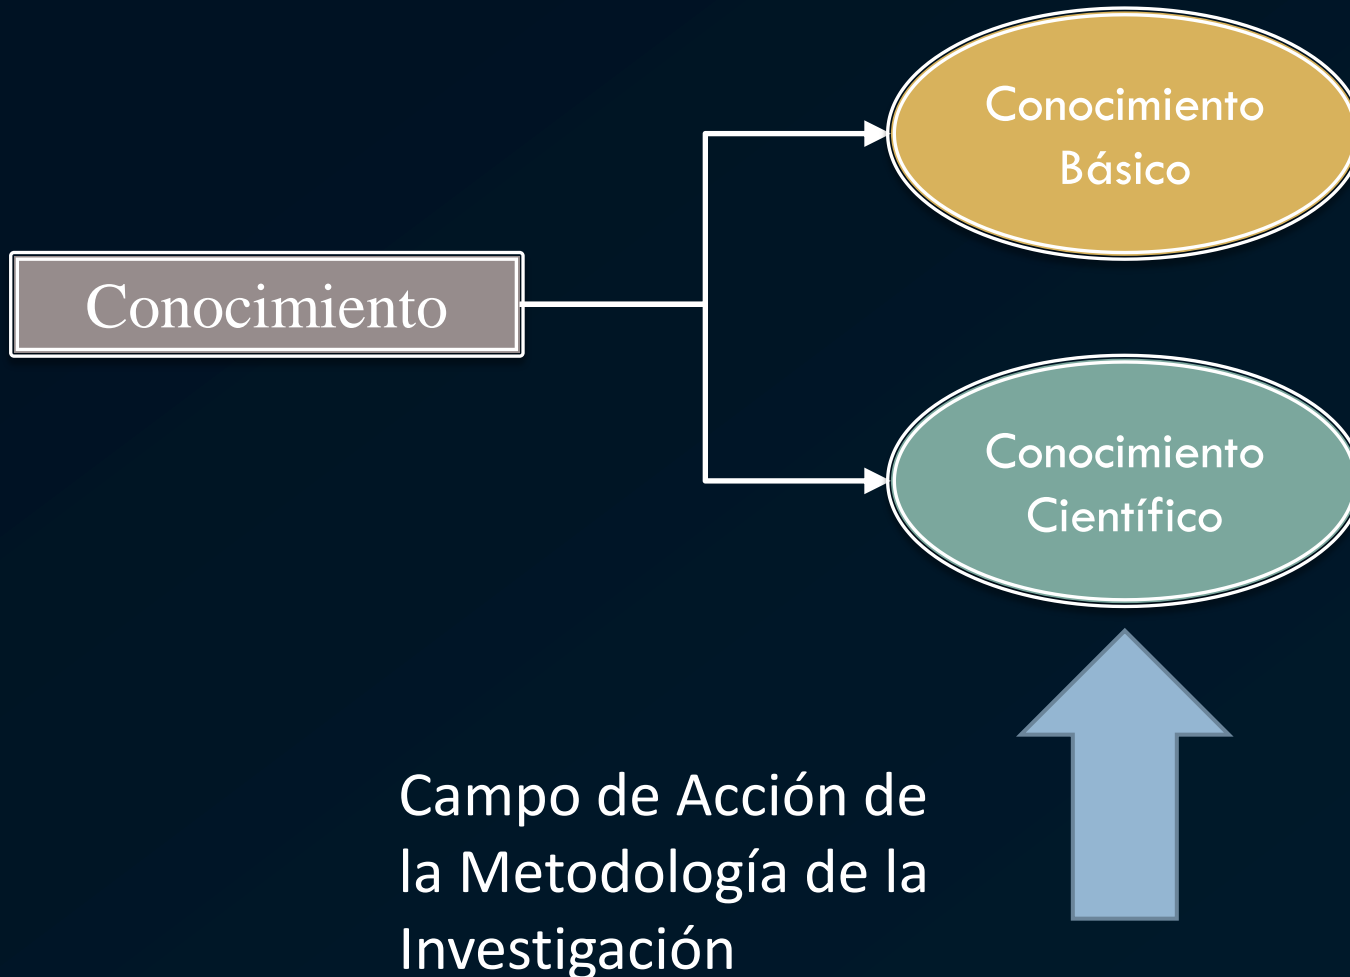 Conocimiento
Básico
Conocimiento
Conocimiento
Científico
Campo de Acción de
la Metodología de la
Investigación